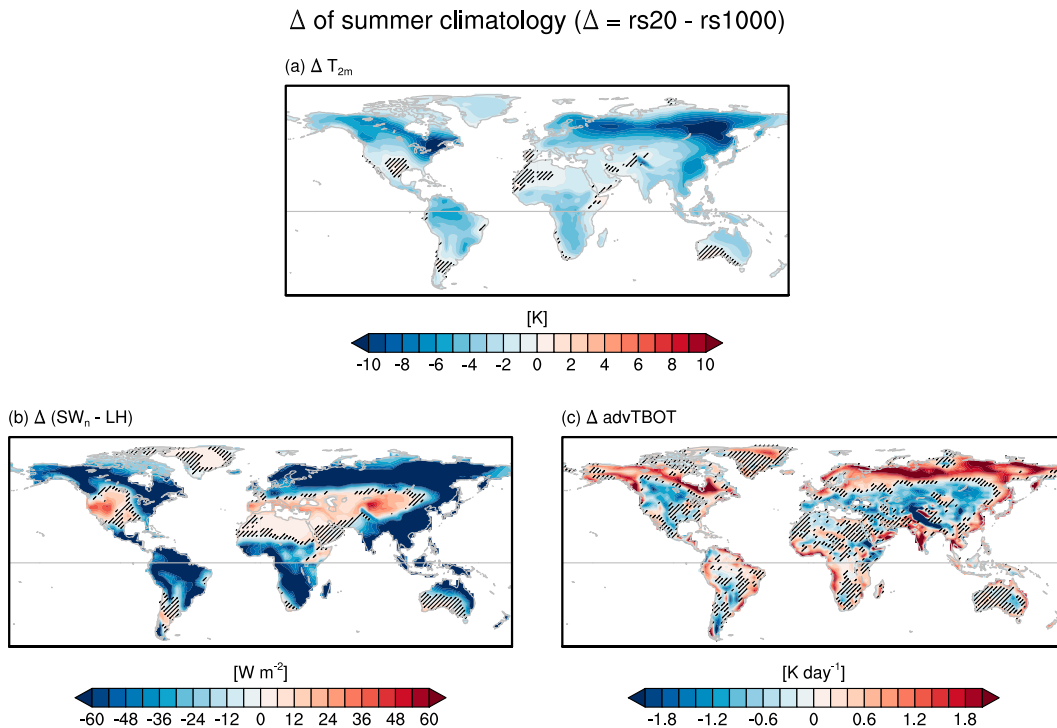 Δ of summer climatology (Δ = rs20 - rs1000)
(a) Δ T₂ₘ
[K]
-10 -8 -6 -4 -2 0 2 4 6 8 10
(b) Δ (SWₙ - LH)
(c) Δ advTBOT
[W m⁻²]
-60 -48 -36 -24 -12 0 12 24 36 48 60
[K day⁻¹]
-1.8 -1.2 -0.6 0 0.6 1.2 1.8